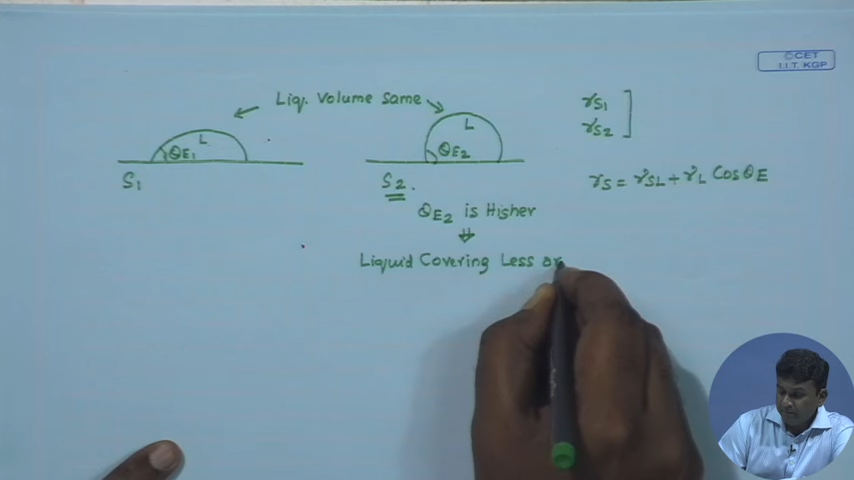 ©CET
I.I.T. KGP
Liq. Volume Same
L
θE1
S1
L
θE2
S2
γS1
γS2
γS = γSL + γL Cos θE
θE2 is Higher
⇓
Liquid Covering Less ar